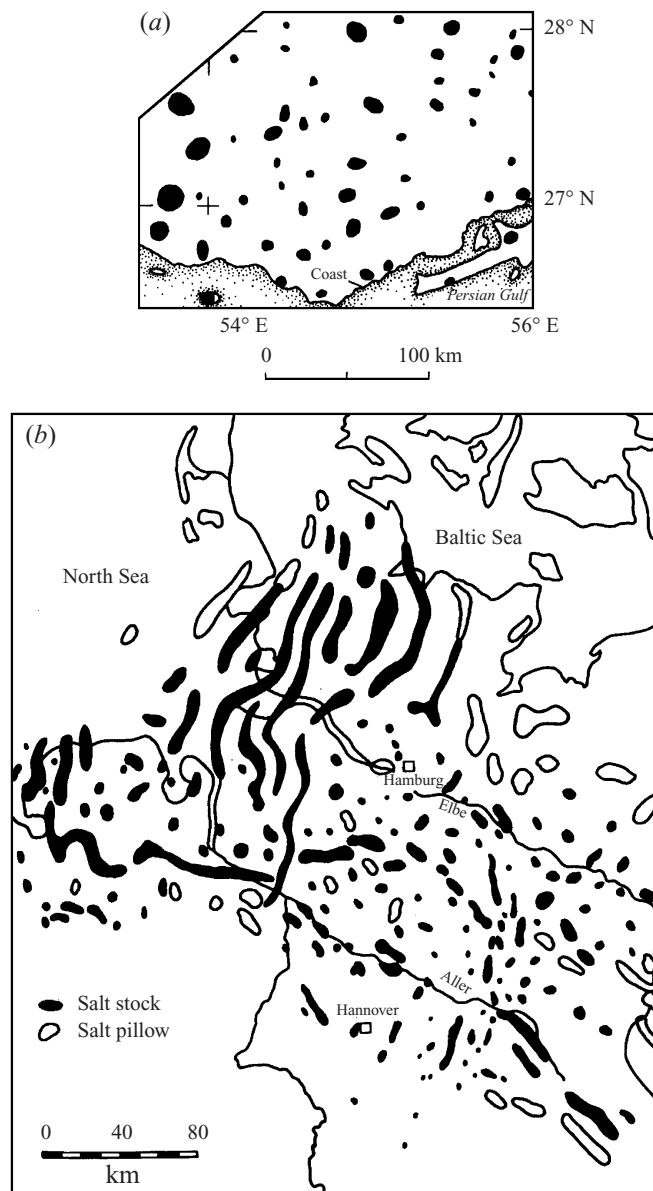 (a)
28° N
27° N
Coast
Persian Gulf
54° E
56° E
0 100 km
(b)
Baltic Sea
North Sea
Hamburg
Elbe
Aller
Salt stock
Salt pillow
Hannover
0 40 80
km